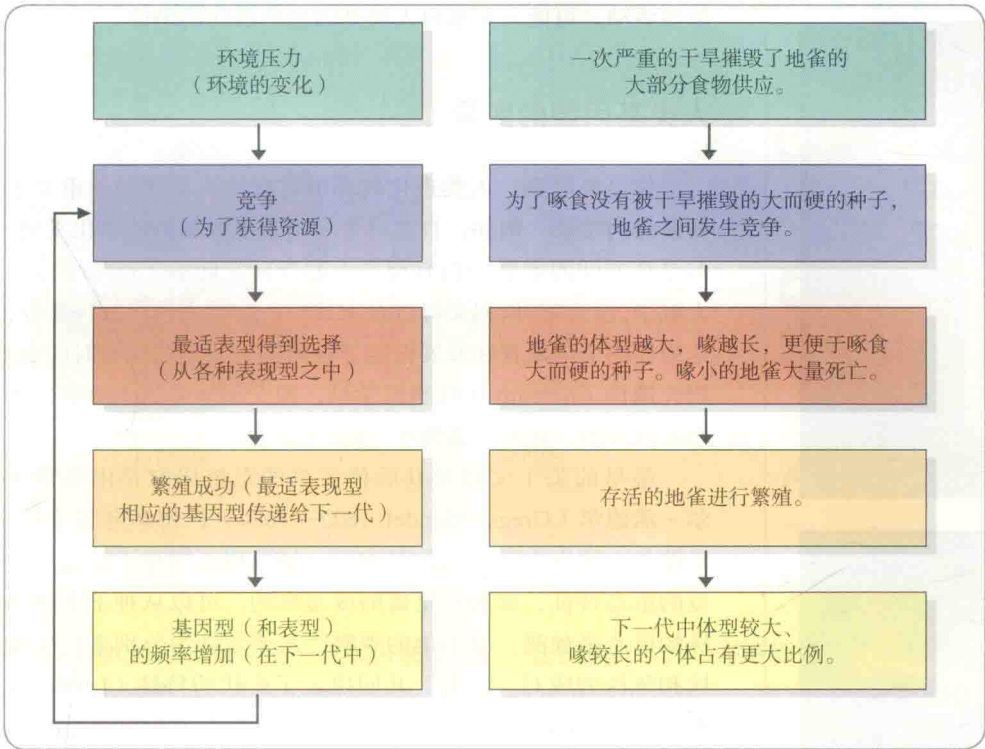 环境压力
（环境的变化）
一次严重的干旱摧毁了地雀的
大部分食物供应。
竞争
（为了获得资源）
为了啄食没有被干旱摧毁的大而硬的种子，
地雀之间发生竞争。
最适表型得到选择
（从各种表现型之中）
地雀的体型越大，喙越长，更便于啄食
大而硬的种子。喙小的地雀大量死亡。
繁殖成功（最适表现型
相应的基因型传递给下一代）
存活的地雀进行繁殖。
基因型（和表型）
的频率增加（在下一代中）
下一代中体型较大、
喙较长的个体占有更大比例。